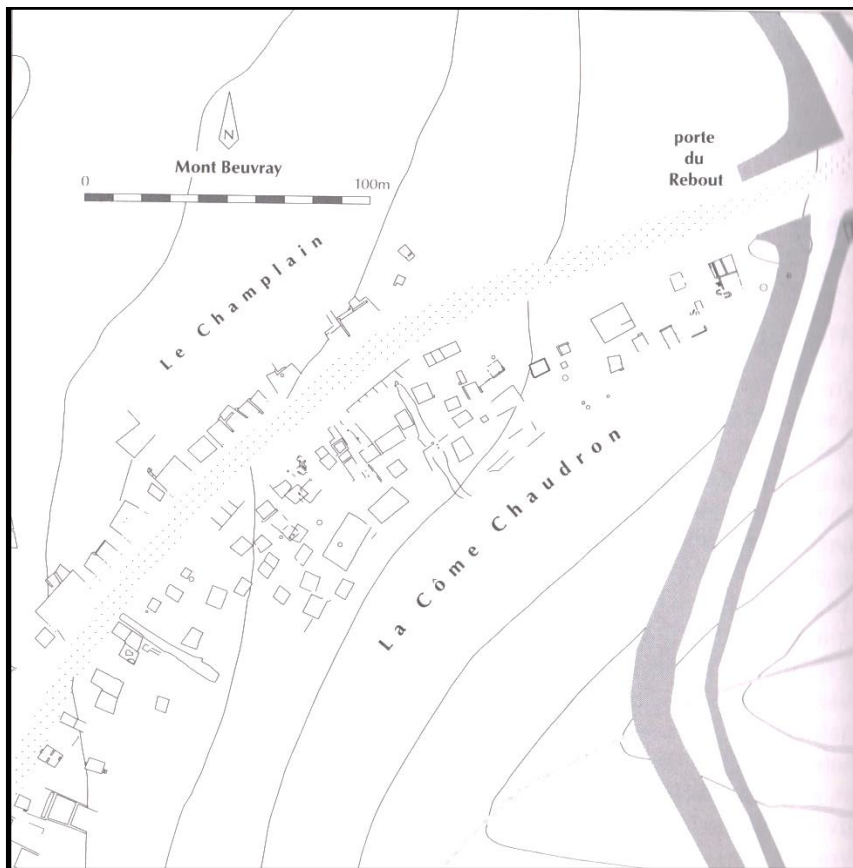 porte
du
Rebout
N
Mont Beuvray
0 100m
Le Champlain
La Côme Chaudron